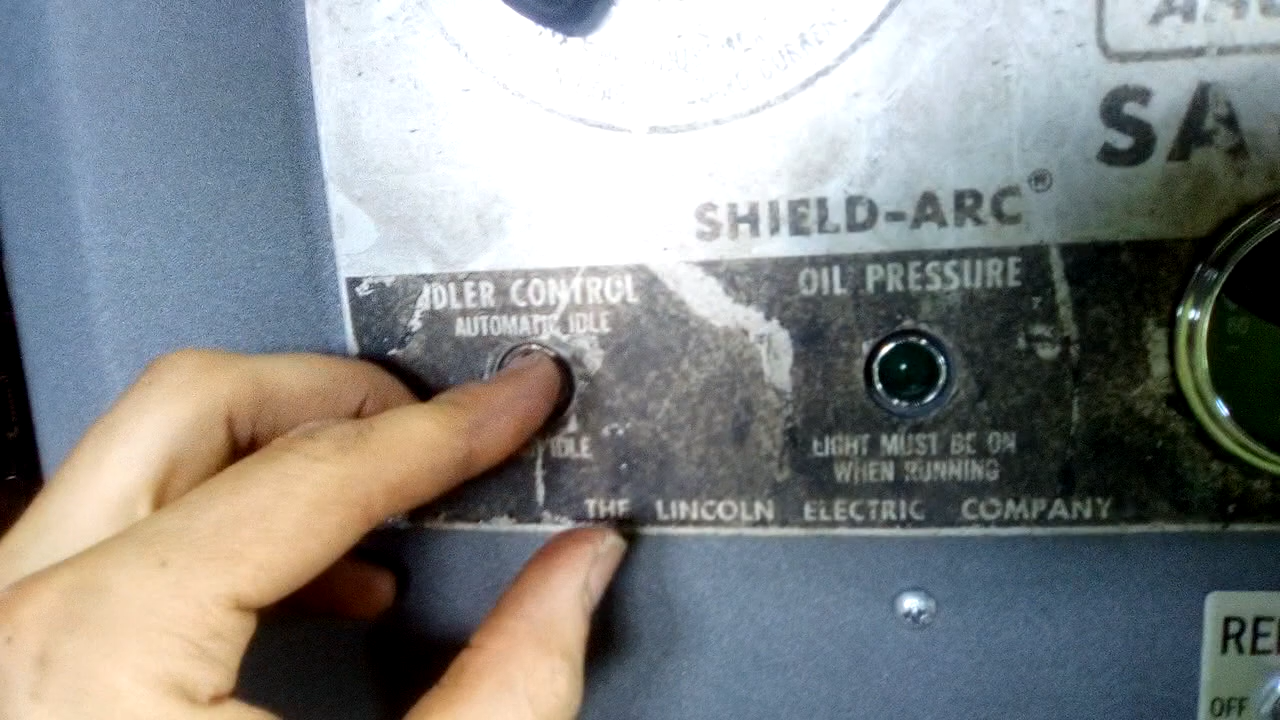 SA
SHIELD-ARC®
IDLER CONTROL
AUTOMATIC IDLE
IDLE
OIL PRESSURE
LIGHT MUST BE ON
WHEN RUNNING
THE LINCOLN ELECTRIC COMPANY
OFF